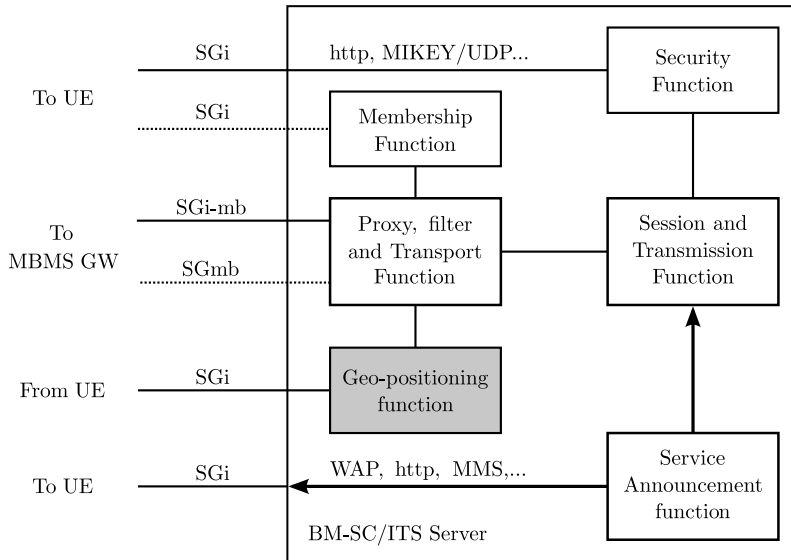 SGi
http, MIKEY/UDP...
Security
Function
To UE
SGi
Membership
Function
SGi-mb
Proxy, filter
and Transport
Function
Session and
Transmission
Function
To
MBMS GW
SGmb
From UE
SGi
Geo-positioning
function
To UE
SGi
WAP, http, MMS,...
Service
Announcement
function
BM-SC/ITS Server